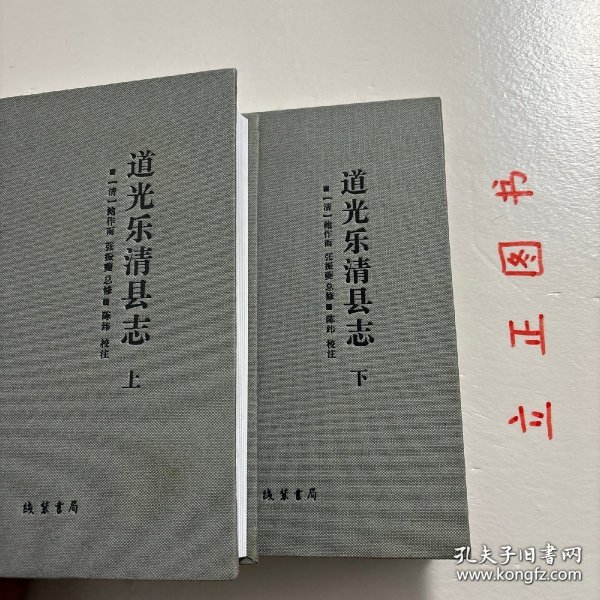 道光乐清县志 上
■【清】鲍作雨 张振夔 总修■陈纬 校注
线装书局
道光乐清县志 下
■【清】鲍作雨 张振夔 总修■陈纬 校注
线装书局
立正图书
孔夫子旧书网
www.kongfz.com